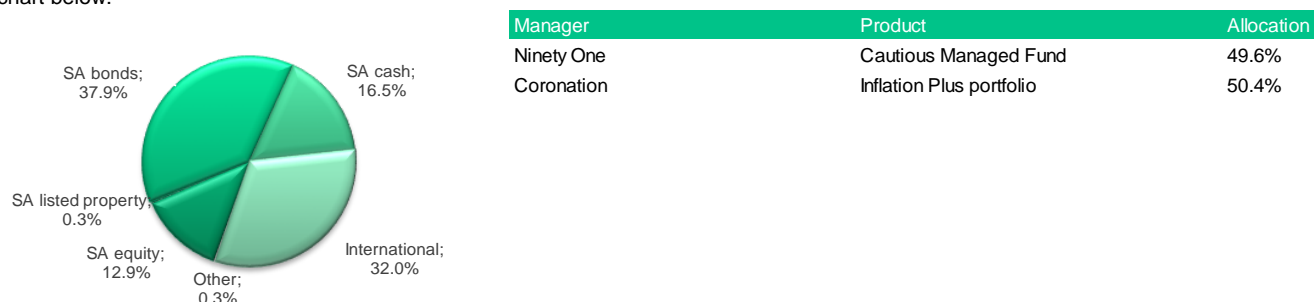 chart below.
Manager Product Allocation
Ninety One Cautious Managed Fund 49.6%
Coronation Inflation Plus portfolio 50.4%
SA bonds;
37.9%
SA cash;
16.5%
SA listed property;
0.3%
SA equity;
12.9%
Other;
0.3%
International;
32.0%